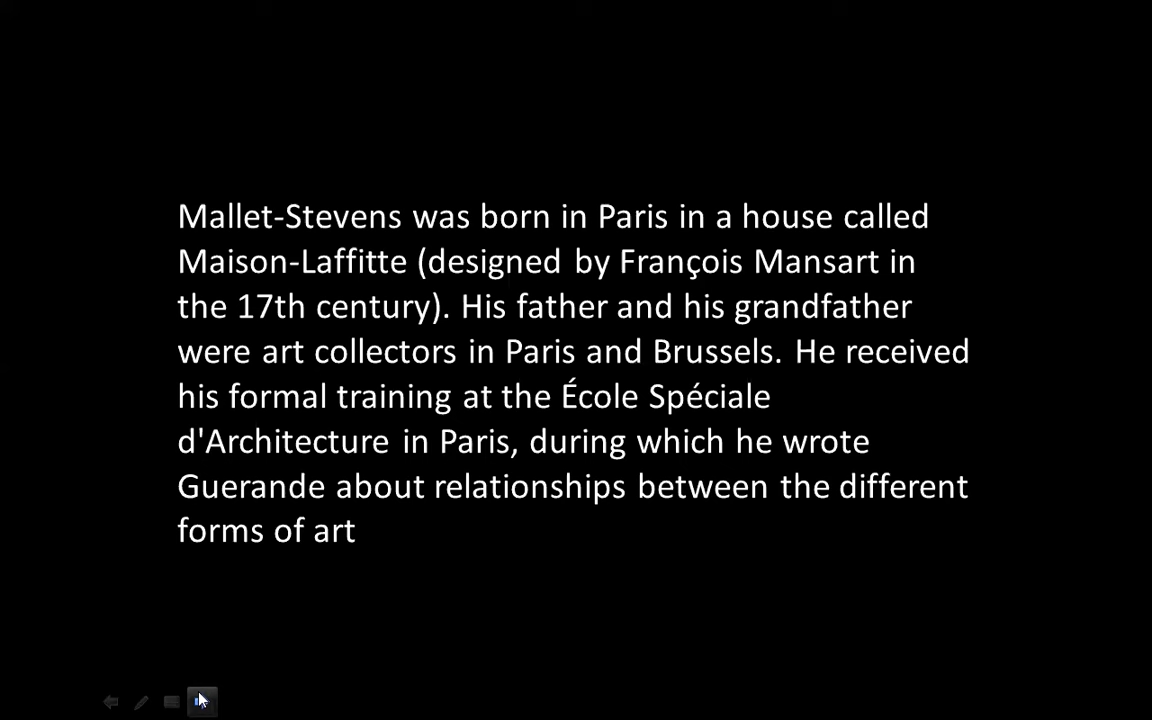 Mallet-Stevens was born in Paris in a house called
Maison-Laffitte (designed by François Mansart in
the 17th century). His father and his grandfather
were art collectors in Paris and Brussels. He received
his formal training at the École Spéciale
d'Architecture in Paris, during which he wrote
Guerande about relationships between the different
forms of art